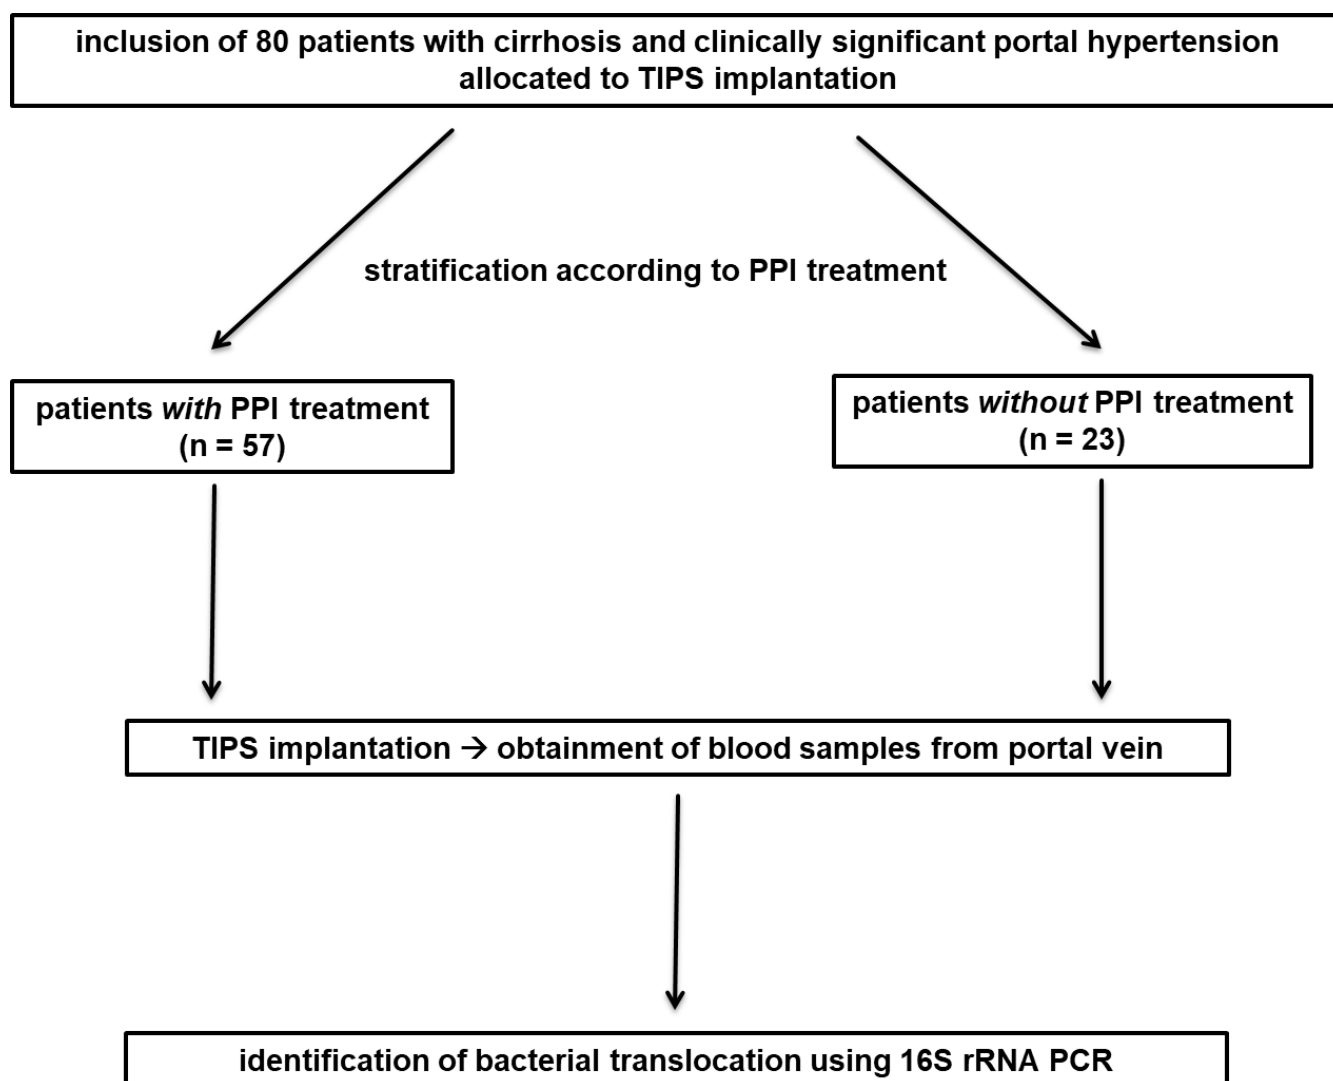 inclusion of 80 patients with cirrhosis and clinically significant portal hypertension
allocated to TIPS implantation
stratification according to PPI treatment
patients with PPI treatment
(n = 57)
patients without PPI treatment
(n = 23)
TIPS implantation → obtainment of blood samples from portal vein
identification of bacterial translocation using 16S rRNA PCR